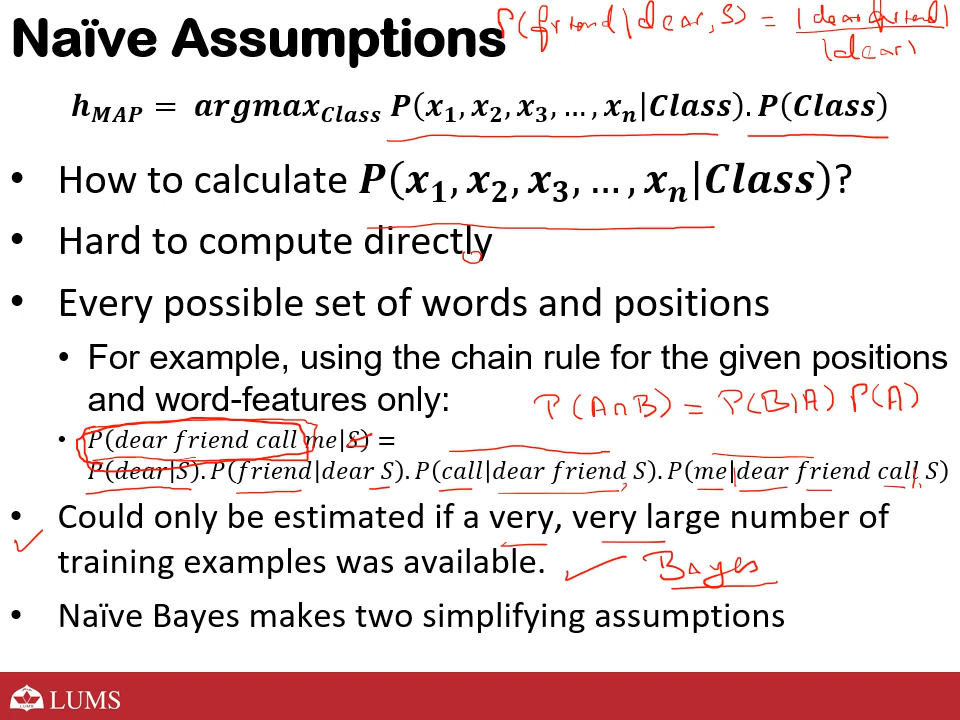 Naïve Assumptions
P(friend|dear, S) = |dear friend| / |dear|
h_MAP = argmax_Class P(x_1, x_2, x_3, …, x_n|Class). P(Class)
• How to calculate P(x_1, x_2, x_3, …, x_n|Class)?
• Hard to compute directly
• Every possible set of words and positions
• For example, using the chain rule for the given positions
and word-features only:
P(A∩B) = P(B|A) P(A)
• P(dear friend call me|S) =
P(dear|S). P(friend|dear S). P(call|dear friend S). P(me|dear friend call S)
• Could only be estimated if a very, very large number of
training examples was available.
Bayes
• Naïve Bayes makes two simplifying assumptions
LUMS